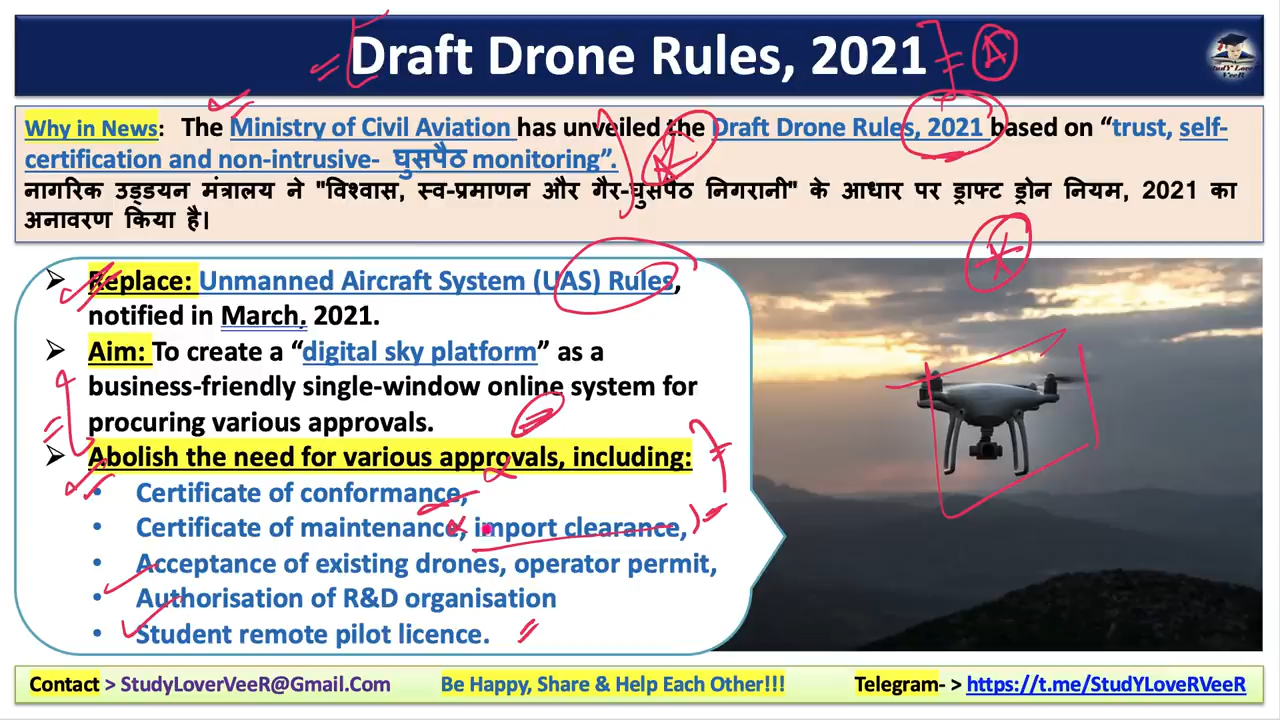 Draft Drone Rules, 2021
StudY Love
VeeR
Why in News: The Ministry of Civil Aviation has unveiled the Draft Drone Rules, 2021 based on “trust, self-
certification and non-intrusive- घुसपैठ monitoring”.
नागरिक उड्डयन मंत्रालय ने "विश्वास, स्व-प्रमाणन और गैर-घुसपैठ निगरानी" के आधार पर ड्राफ्ट ड्रोन नियम, 2021 का
अनावरण किया है।
Replace: Unmanned Aircraft System (UAS) Rules,
notified in March, 2021.
Aim: To create a “digital sky platform” as a
business-friendly single-window online system for
procuring various approvals.
Abolish the need for various approvals, including:
• Certificate of conformance,
• Certificate of maintenance, import clearance,
• Acceptance of existing drones, operator permit,
• Authorisation of R&D organisation
• Student remote pilot licence.
Contact > StudyLoverVeeR@Gmail.Com Be Happy, Share & Help Each Other!!! Telegram- > https://t.me/StudYLoveRVeeR